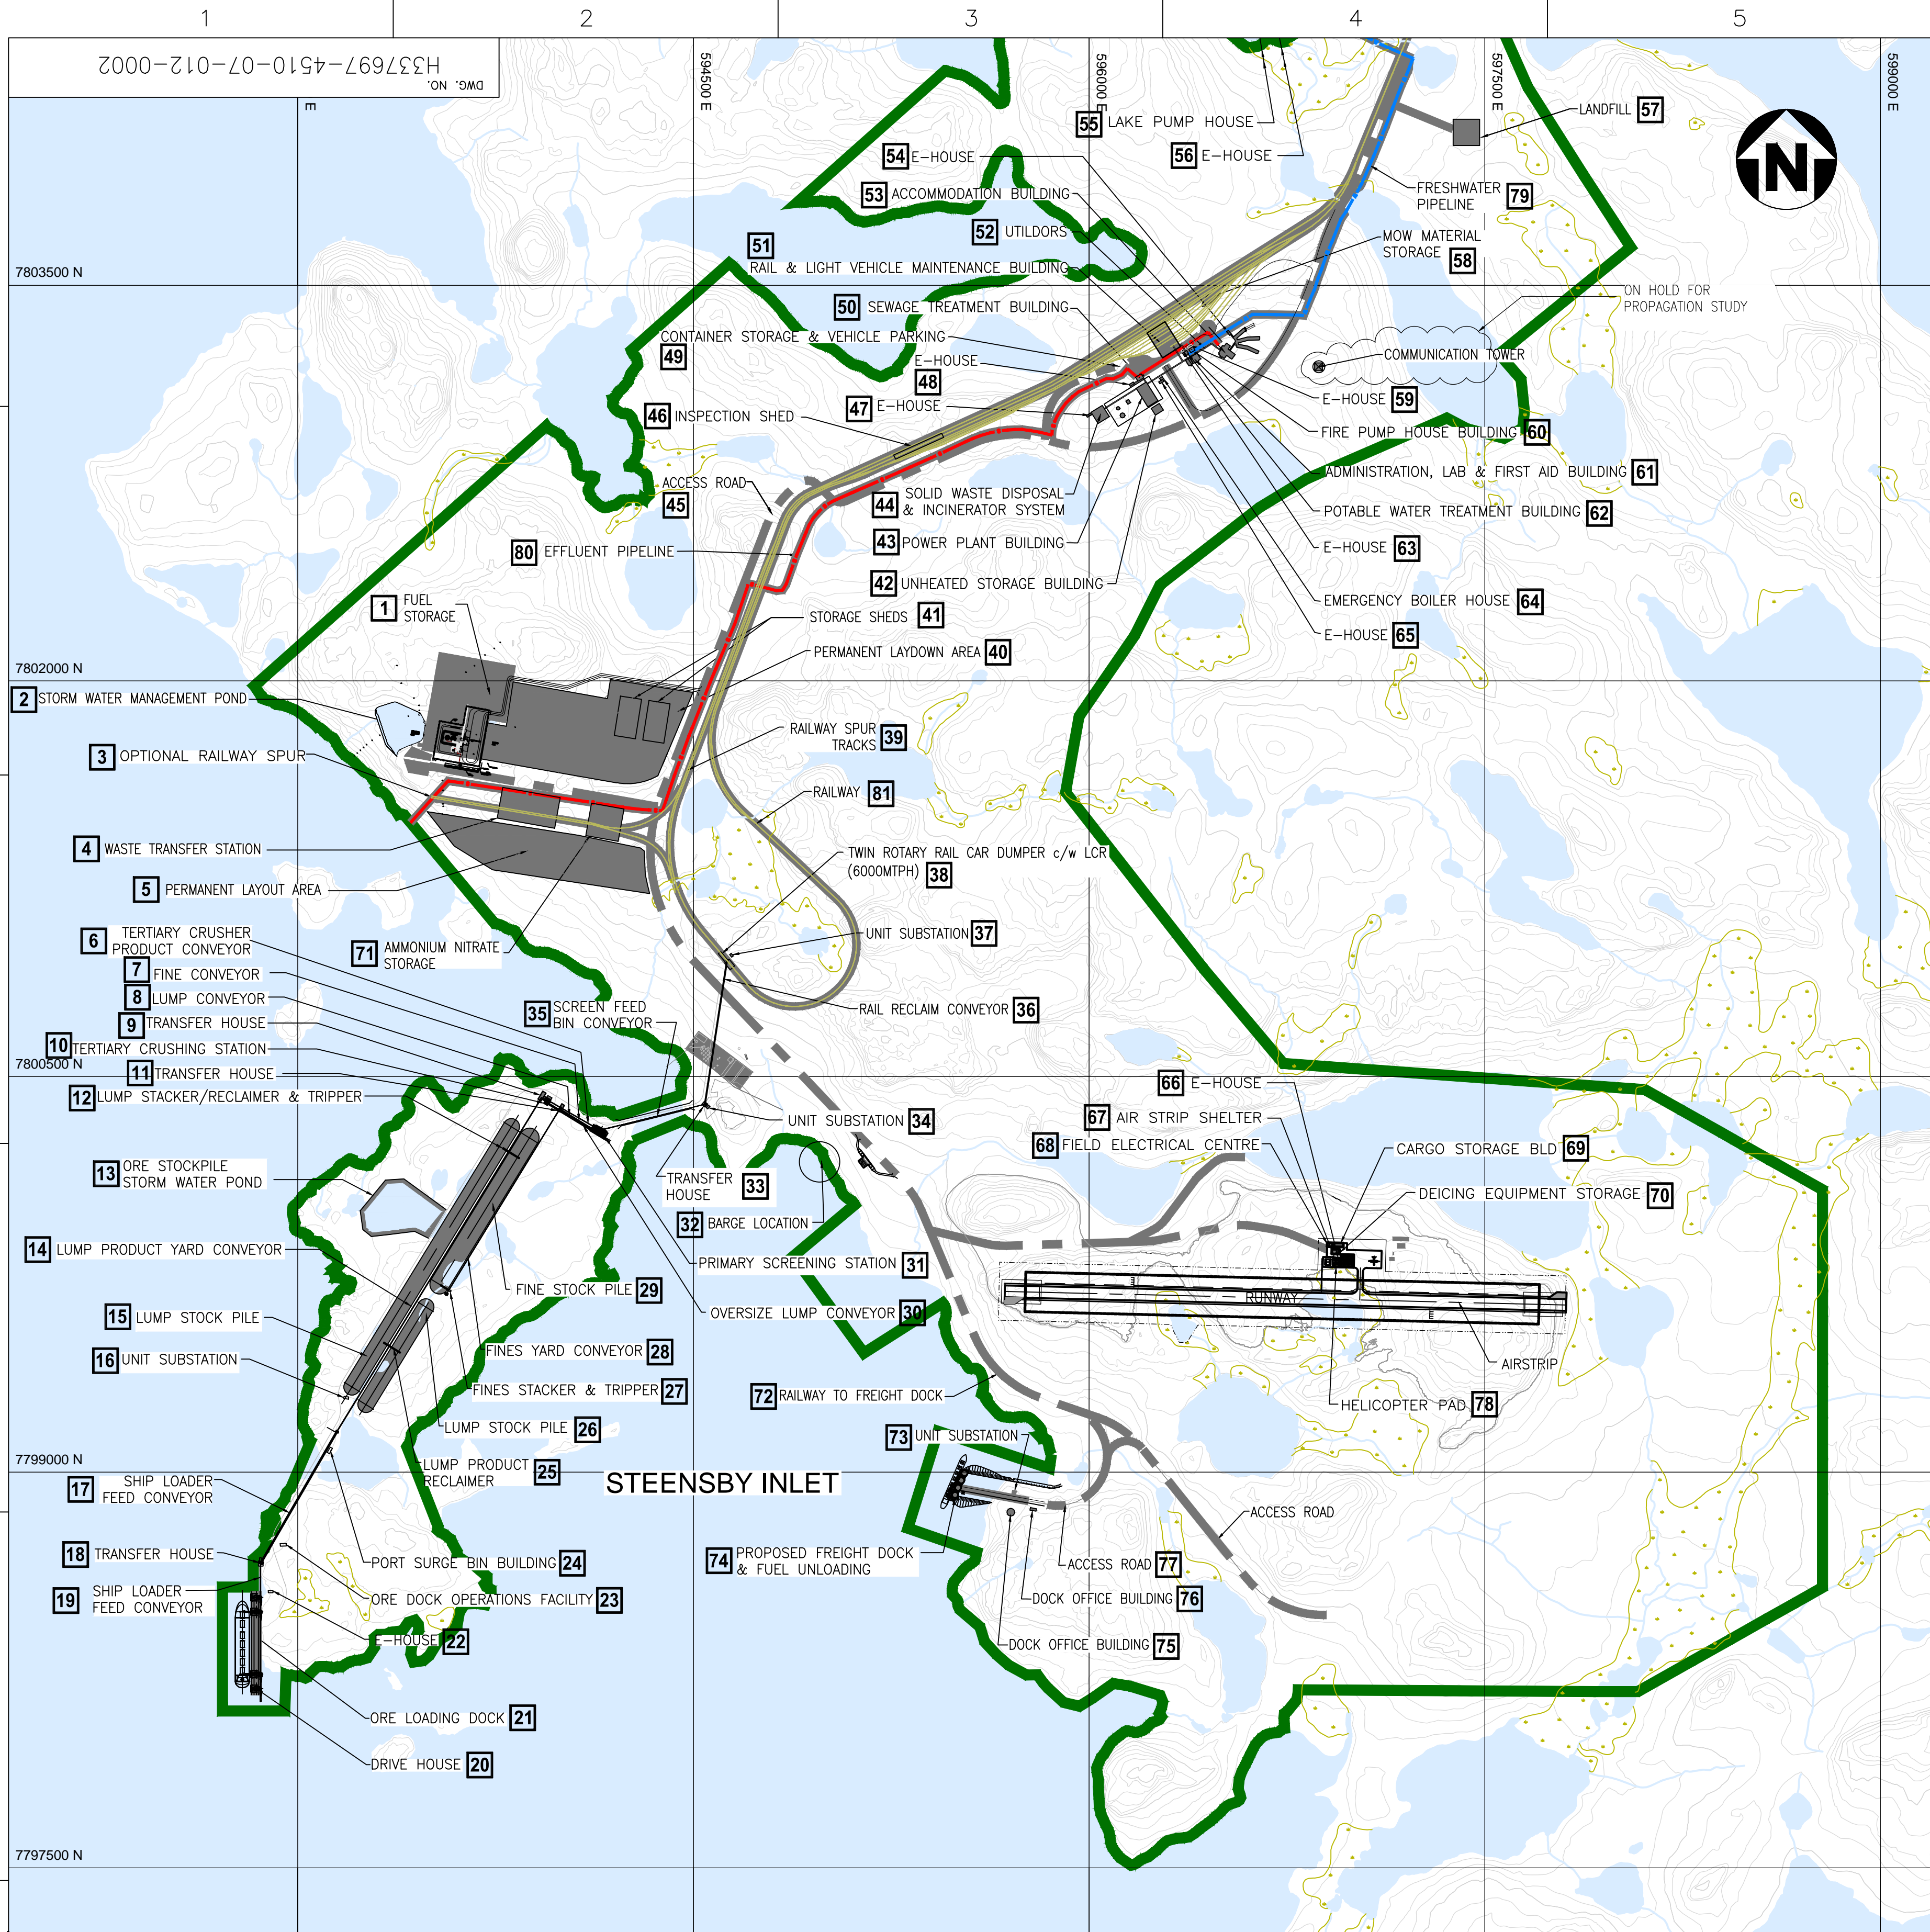 1
2
3
4
5
H337697-4510-07-012-0002
DWG. NO.
E
594500 E
596000 E
597500 E
599000 E
7803500 N
7802000 N
7800500 N
7799000 N
7797500 N
N
55 LAKE PUMP HOUSE
56 E-HOUSE
54 E-HOUSE
53 ACCOMMODATION BUILDING
52 UTILDORS
51
RAIL & LIGHT VEHICLE MAINTENANCE BUILDING
50 SEWAGE TREATMENT BUILDING
CONTAINER STORAGE & VEHICLE PARKING
49
E-HOUSE
48
47 E-HOUSE
46 INSPECTION SHED
ACCESS ROAD
45
44 SOLID WASTE DISPOSAL
& INCINERATOR SYSTEM
43 POWER PLANT BUILDING
42 UNHEATED STORAGE BUILDING
80 EFFLUENT PIPELINE
STORAGE SHEDS 41
PERMANENT LAYDOWN AREA 40
RAILWAY SPUR
TRACKS 39
RAILWAY 81
TWIN ROTARY RAIL CAR DUMPER c/w LCR
(6000MTPH) 38
UNIT SUBSTATION 37
RAIL RECLAIM CONVEYOR 36
LANDFILL 57
FRESHWATER
PIPELINE 79
MOW MATERIAL
STORAGE 58
ON HOLD FOR
PROPAGATION STUDY
COMMUNICATION TOWER
E-HOUSE 59
FIRE PUMP HOUSE BUILDING 60
ADMINISTRATION, LAB & FIRST AID BUILDING 61
POTABLE WATER TREATMENT BUILDING 62
E-HOUSE 63
EMERGENCY BOILER HOUSE 64
E-HOUSE 65
1 FUEL
STORAGE
2 STORM WATER MANAGEMENT POND
3 OPTIONAL RAILWAY SPUR
4 WASTE TRANSFER STATION
5 PERMANENT LAYOUT AREA
6 TERTIARY CRUSHER
PRODUCT CONVEYOR
7 FINE CONVEYOR
8 LUMP CONVEYOR
9 TRANSFER HOUSE
10 TERTIARY CRUSHING STATION
11 TRANSFER HOUSE
12 LUMP STACKER/RECLAIMER & TRIPPER
13 ORE STOCKPILE
STORM WATER POND
14 LUMP PRODUCT YARD CONVEYOR
15 LUMP STOCK PILE
16 UNIT SUBSTATION
17 SHIP LOADER
FEED CONVEYOR
18 TRANSFER HOUSE
19 SHIP LOADER
FEED CONVEYOR
71 AMMONIUM NITRATE
STORAGE
35 SCREEN FEED
BIN CONVEYOR
UNIT SUBSTATION 34
TRANSFER
HOUSE 33
32 BARGE LOCATION
PRIMARY SCREENING STATION 31
OVERSIZE LUMP CONVEYOR 30
FINE STOCK PILE 29
FINES YARD CONVEYOR 28
FINES STACKER & TRIPPER 27
LUMP STOCK PILE 26
LUMP PRODUCT
RECLAIMER 25
PORT SURGE BIN BUILDING 24
ORE DOCK OPERATIONS FACILITY 23
E-HOUSE 22
ORE LOADING DOCK 21
DRIVE HOUSE 20
STEENSBY INLET
66 E-HOUSE
67 AIR STRIP SHELTER
68 FIELD ELECTRICAL CENTRE
CARGO STORAGE BLD 69
DEICING EQUIPMENT STORAGE 70
RUNWAY
AIRSTRIP
HELICOPTER PAD 78
72 RAILWAY TO FREIGHT DOCK
73 UNIT SUBSTATION
74 PROPOSED FREIGHT DOCK
& FUEL UNLOADING
ACCESS ROAD
ACCESS ROAD 77
DOCK OFFICE BUILDING 76
DOCK OFFICE BUILDING 75